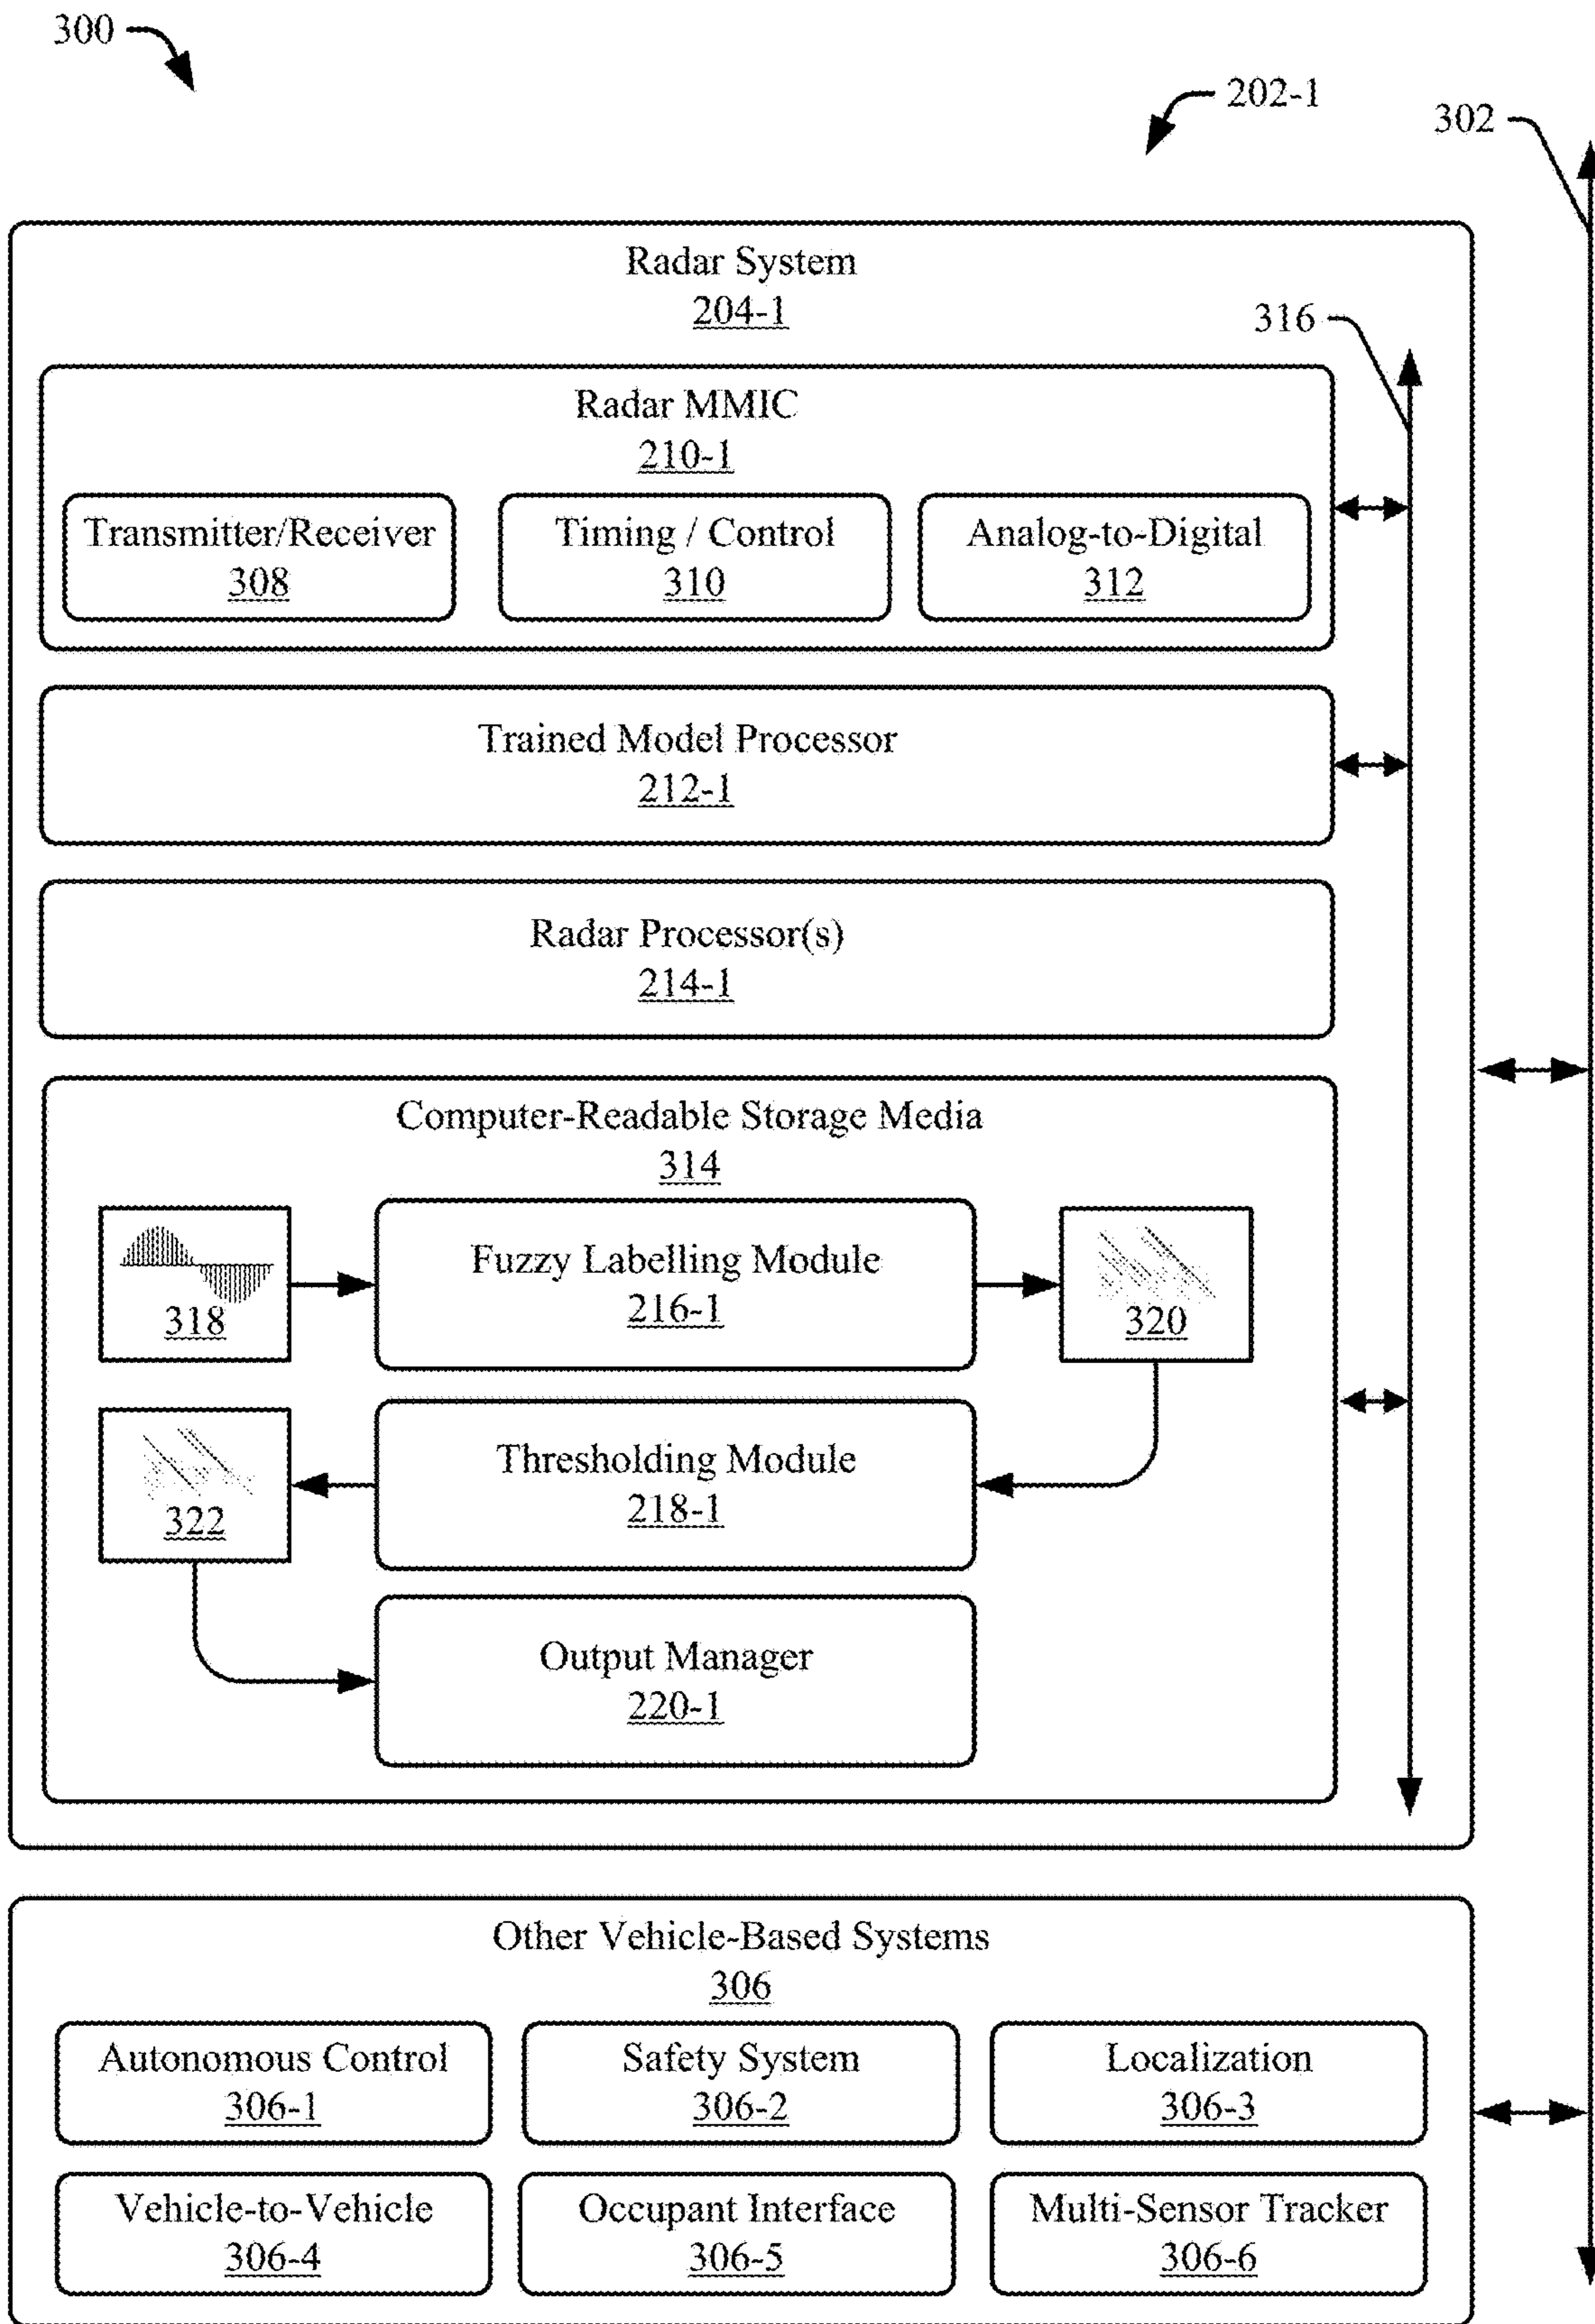 300
202-1
302
Radar System
204-1
316
Radar MMIC
210-1
Transmitter/Receiver
308
Timing / Control
310
Analog-to-Digital
312
Trained Model Processor
212-1
Radar Processor(s)
214-1
Computer-Readable Storage Media
314
318
Fuzzy Labelling Module
216-1
320
322
Thresholding Module
218-1
Output Manager
220-1
Other Vehicle-Based Systems
306
Autonomous Control
306-1
Safety System
306-2
Localization
306-3
Vehicle-to-Vehicle
306-4
Occupant Interface
306-5
Multi-Sensor Tracker
306-6